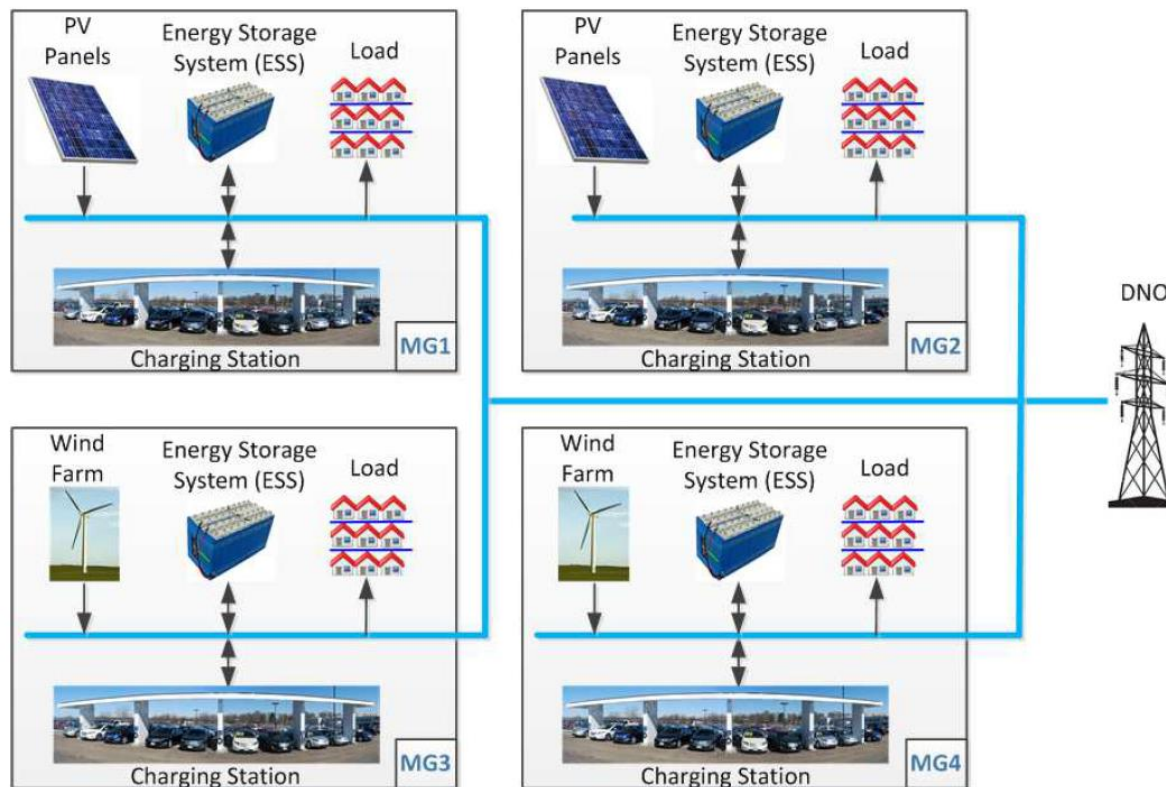 PV
Panels
Energy Storage
System (ESS)
Load
Charging Station
MG1
PV
Panels
Energy Storage
System (ESS)
Load
Charging Station
MG2
DNO
Wind
Farm
Energy Storage
System (ESS)
Load
Charging Station
MG3
Wind
Farm
Energy Storage
System (ESS)
Load
Charging Station
MG4